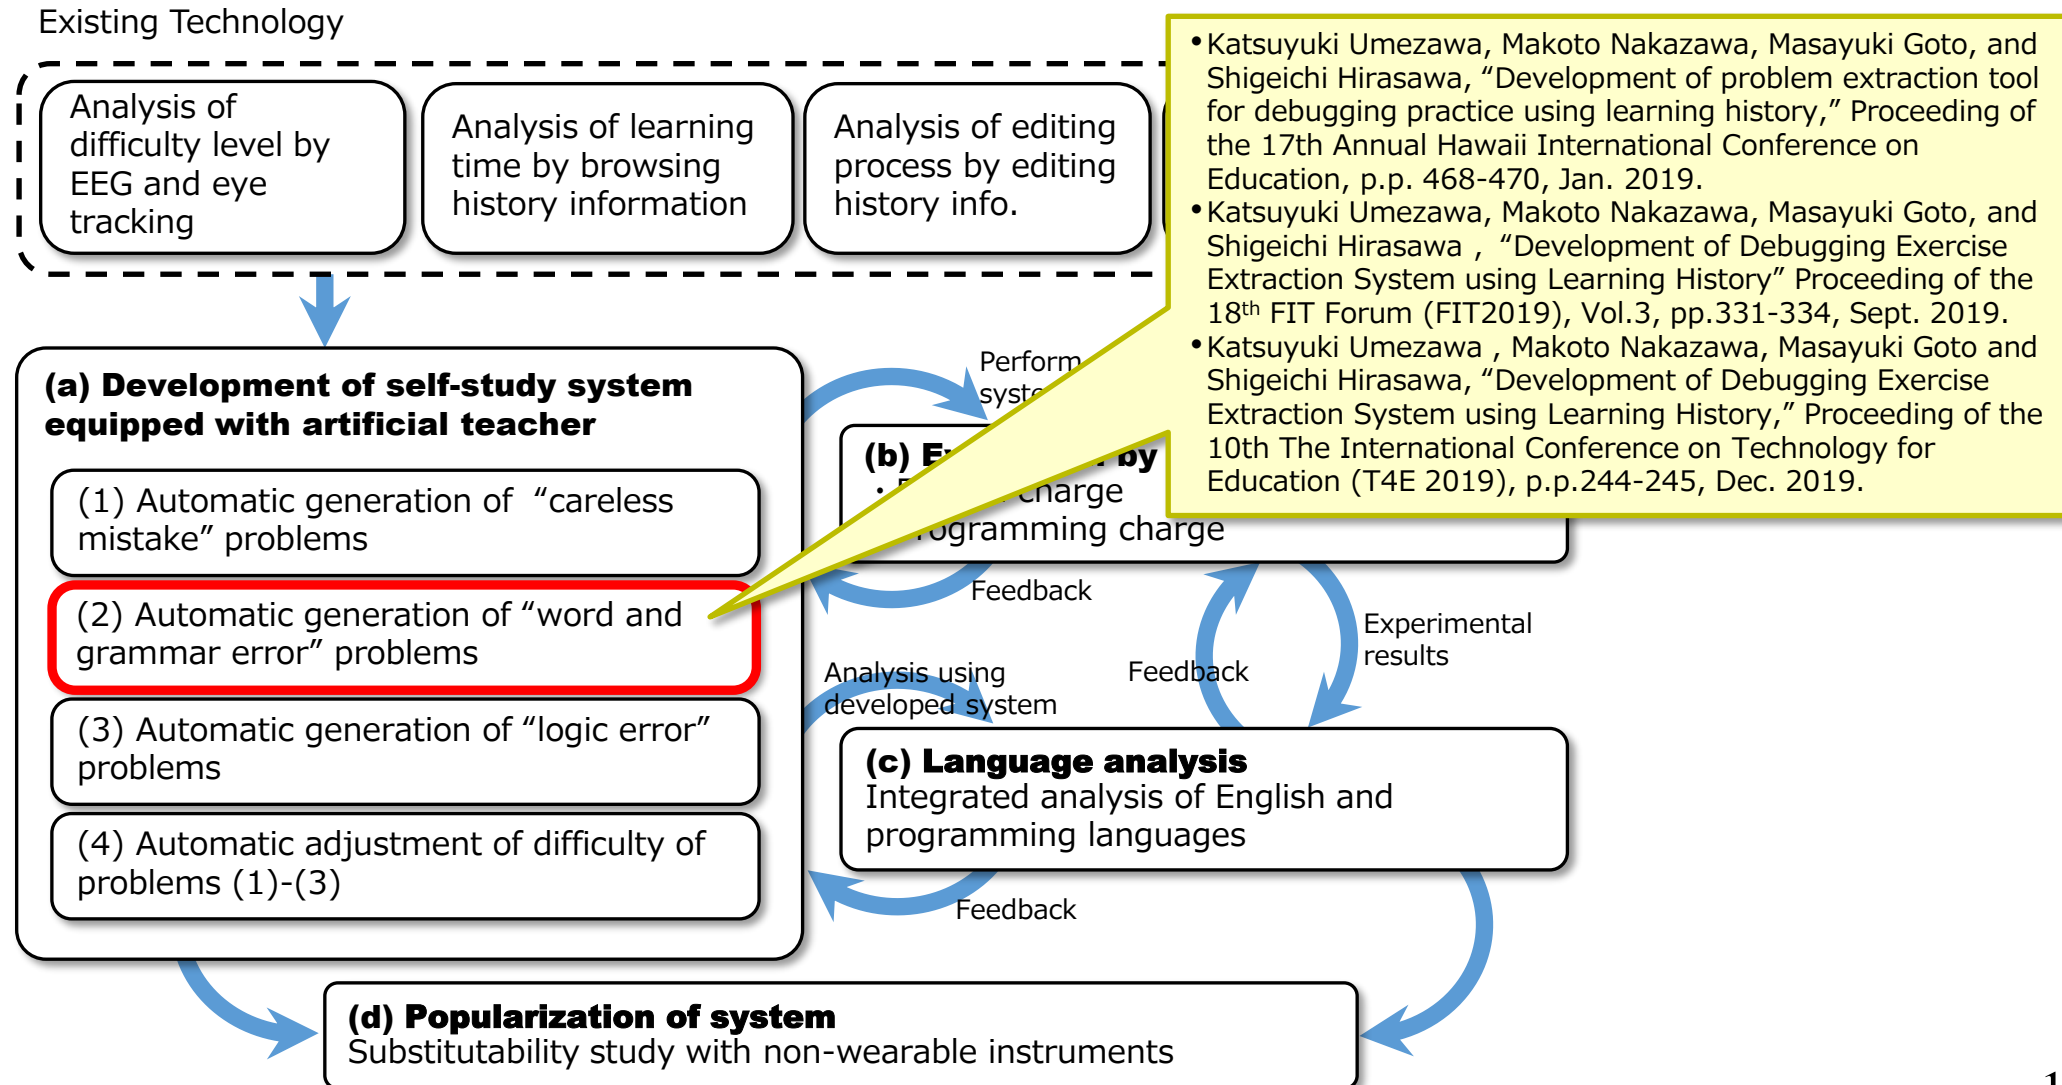 Existing Technology
Analysis of
difficulty level by
EEG and eye
tracking
Analysis of learning
time by browsing
history information
Analysis of editing
process by editing
history info.
•Katsuyuki Umezawa, Makoto Nakazawa, Masayuki Goto, and
Shigeichi Hirasawa, “Development of problem extraction tool
for debugging practice using learning history,” Proceeding of
the 17th Annual Hawaii International Conference on
Education, p.p. 468-470, Jan. 2019.
•Katsuyuki Umezawa, Makoto Nakazawa, Masayuki Goto, and
Shigeichi Hirasawa , “Development of Debugging Exercise
Extraction System using Learning History” Proceeding of the
18th FIT Forum (FIT2019), Vol.3, pp.331-334, Sept. 2019.
•Katsuyuki Umezawa , Makoto Nakazawa, Masayuki Goto and
Shigeichi Hirasawa, “Development of Debugging Exercise
Extraction System using Learning History,” Proceeding of the
10th The International Conference on Technology for
Education (T4E 2019), p.p.244-245, Dec. 2019.
(a) Development of self-study system
equipped with artificial teacher
(1) Automatic generation of “careless
mistake” problems
(2) Automatic generation of “word and
grammar error” problems
(3) Automatic generation of “logic error”
problems
(4) Automatic adjustment of difficulty of
problems (1)-(3)
Perform
(b) by
charge
programming charge
Feedback
Experimental
results
Feedback
Analysis using
developed system
(c) Language analysis
Integrated analysis of English and
programming languages
Feedback
(d) Popularization of system
Substitutability study with non-wearable instruments